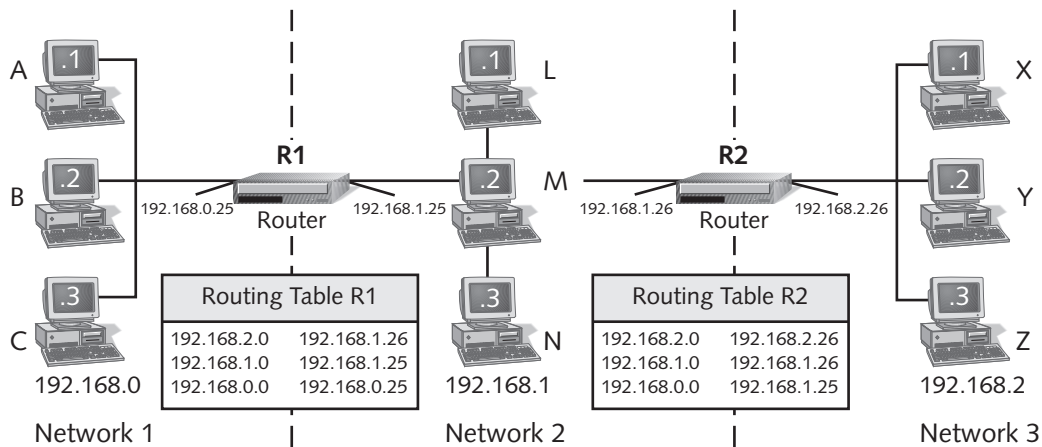 A .1
B .2
C .3
192.168.0
Network 1
R1
Router
192.168.0.25
192.168.1.25
Routing Table R1
192.168.2.0 192.168.1.26
192.168.1.0 192.168.1.25
192.168.0.0 192.168.0.25
.1 L
.2 M
.3 N
192.168.1
Network 2
R2
Router
192.168.1.26
192.168.2.26
Routing Table R2
192.168.2.0 192.168.2.26
192.168.1.0 192.168.1.26
192.168.0.0 192.168.1.25
.1 X
.2 Y
.3 Z
192.168.2
Network 3